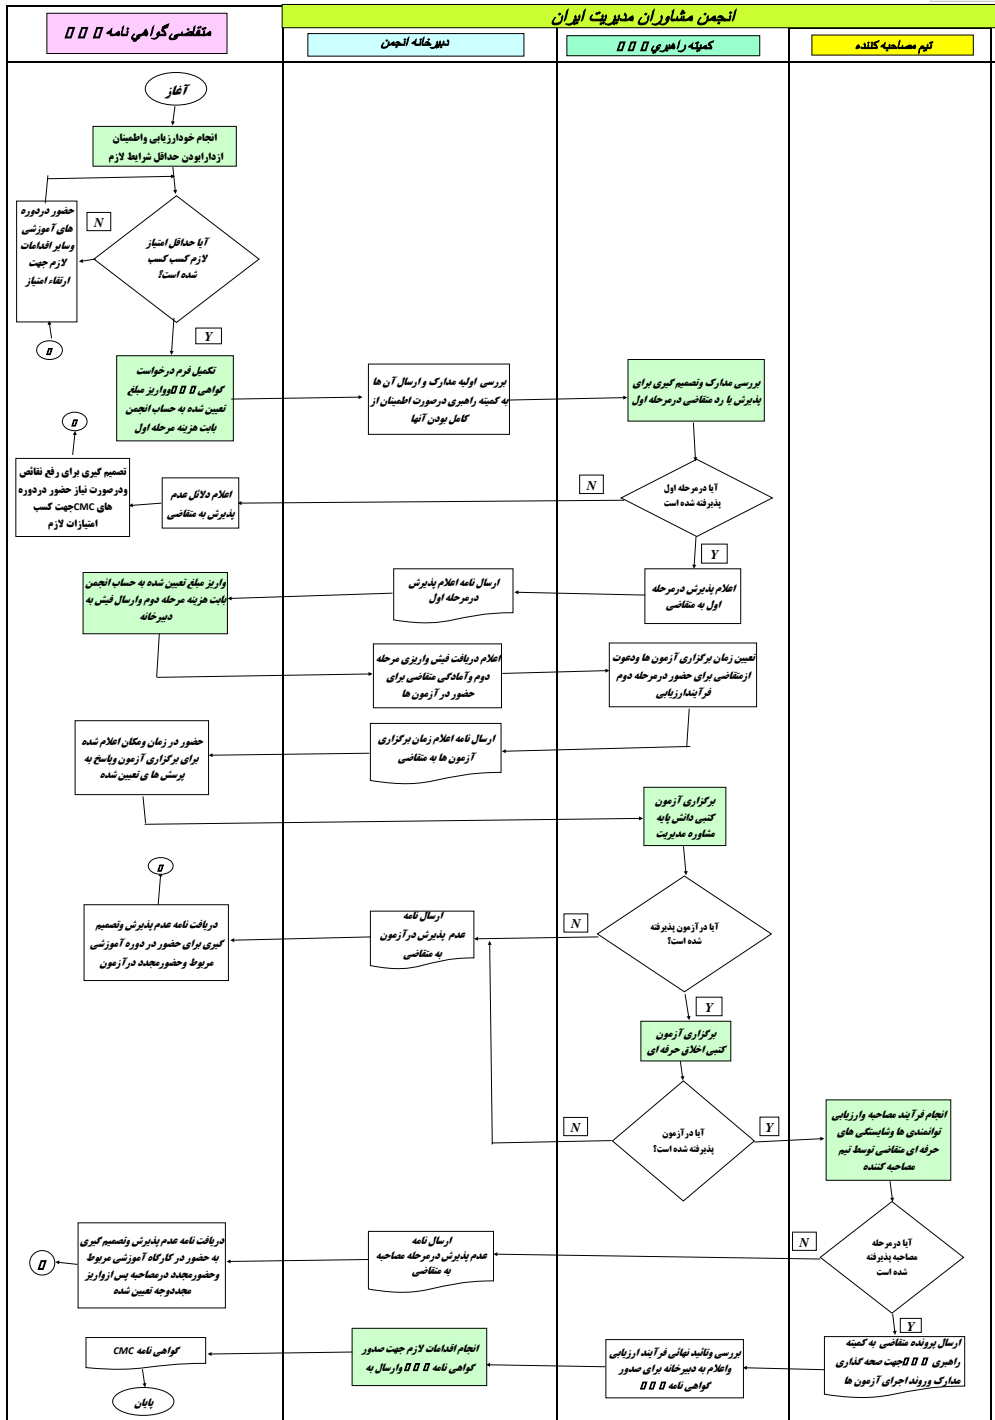 انجمن مشاوران مدیریت ایران
متقاضی گواهي نامه
دبیرخانه انجمن
کمیته راهبري
تیم مصاحبه کننده
آغاز
انجام خودارزیابی واطمینان
ازدارابودن حداقل شرایط لازم
حضور دردوره
های آموزشی
وسایر اقدامات
لازم جهت
ارتقاء امتیاز
N
آیا حداقل امتیاز
لازم کسب کسب
شده است؟
Y
تکمیل فرم درخواست
گواهی وواریز مبلغ
تعیین شده به حساب انجمن
بابت هزینه مرحله اول
بررسی اولیه مدارک و ارسال آن ها
به کمیته راهبری درصورت اطمینان از
کامل بودن آنها
بررسی مدارک وتصمیم گیری برای
پذیرش یا رد متقاضی درمرحله اول
تصمیم گیری برای رفع نقائص
ودرصورت نیاز حضور دردوره
های CMCجهت کسب
امتیازات لازم
اعلام دلائل عدم
پذیرش به متقاضی
N
آیا درمرحله اول
پذیرفته شده است
Y
واریز مبلغ تعیین شده به حساب انجمن
بابت هزینه مرحله دوم وارسال فیش به
دبیرخانه
ارسال نامه اعلام پذیرش
درمرحله اول
اعلام پذیرش درمرحله
اول به متقاضی
اعلام دریافت فیش واریزی مرحله
دوم وآمادگی متقاضی برای
حضور در آزمون ها
تعیین زمان برگزاری آزمون ها ودعوت
ازمتقاضی برای حضور درمرحله دوم
فرآیندارزیابی
حضور در زمان ومکان اعلام شده
برای برگزاری آزمون وپاسخ به
پرسش ها ی تعیین شده
ارسال نامه اعلام زمان برگزاری
آزمون ها به متقاضی
برگزاری آزمون
کتبی دانش پایه
مشاوره مدیریت
دریافت نامه عدم پذیرش وتصمیم
گیری برای حضور در دوره آموزشی
مربوط وحضورمجدد درآزمون
ارسال نامه
عدم پذیرش درآزمون
به متقاضی
N
آیا درآزمون پذیرفته
شده است؟
Y
برگزاری آزمون
کتبی اخلاق حرفه ای
N
آیا درآزمون
پذیرفته شده است؟
Y
انجام فرآیند مصاحبه وارزیابی
توانمندی ها وشایستگی های
حرفه ای متقاضی توسط تیم
مصاحبه کننده
دریافت نامه عدم پذیرش وتصمیم گیری
به حضور در کارگاه آموزشی مربوط
وحضورمجدد درمصاحبه پس ازواریز
مجددوجه تعیین شده
ارسال نامه
عدم پذیرش درمرحله مصاحبه
به متقاضی
N
آیا درمرحله
مصاحبه پذیرفته
شده است
Y
گواهی نامه CMC
انجام اقدامات لازم جهت صدور
گواهی نامه وارسال به
بررسی وتائید نهائی فرآیند ارزیابی
واعلام به دبیرخانه برای صدور
گواهی نامه
ارسال پرونده متقاضی به کمیته
راهبری جهت صحه گذاری
مدارک وروند اجرای آزمون ها
پایان